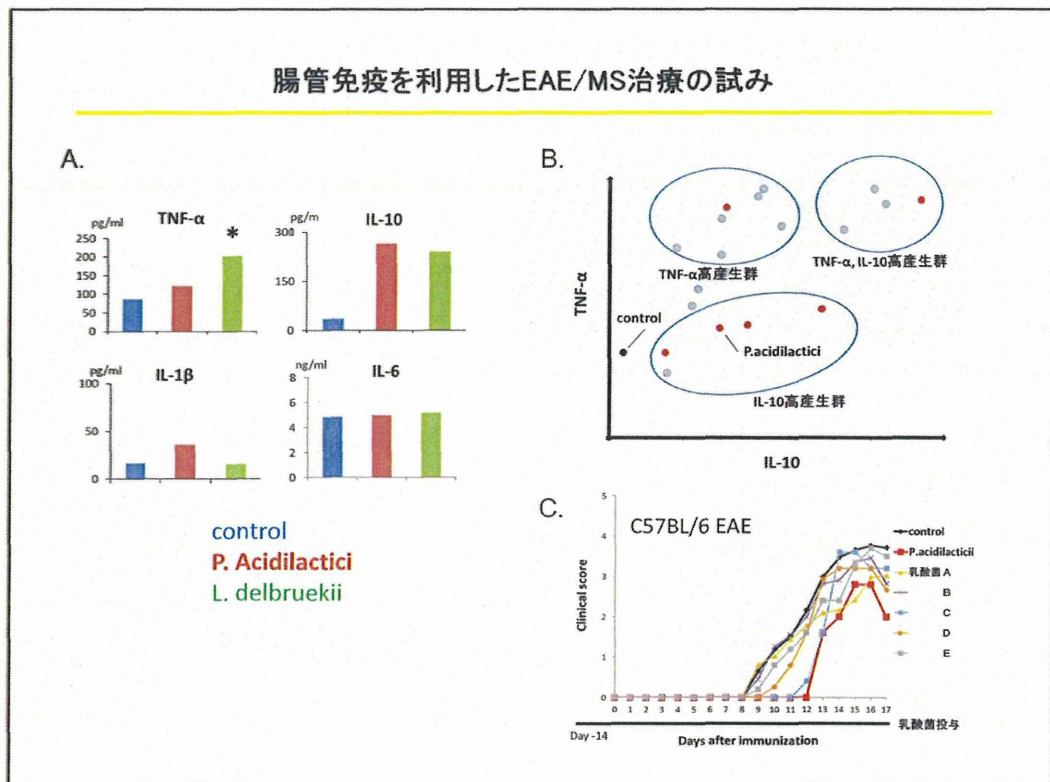 腸管免疫を利用したEAE/MS治療の試み
A.
pg/ml
TNF-α
*
250
200
150
100
50
0
pg/m
IL-10
300
150
0
pg/ml
IL-1β
100
50
0
ng/ml
IL-6
8
6
4
2
0
control
P. Acidilactici
L. delbruekii
B.
TNF-α
TNF-α高産生群
TNF-α, IL-10高産生群
control
P.acidilactici
IL-10高産生群
IL-10
C.
C57BL/6 EAE
Clinical score
5
4
3
2
1
0
0 1 2 3 4 5 6 7 8 9 10 11 12 13 14 15 16 17
control
P.acidilacticii
乳酸菌 A
B
C
D
E
Day -14
Days after immunization
乳酸菌投与